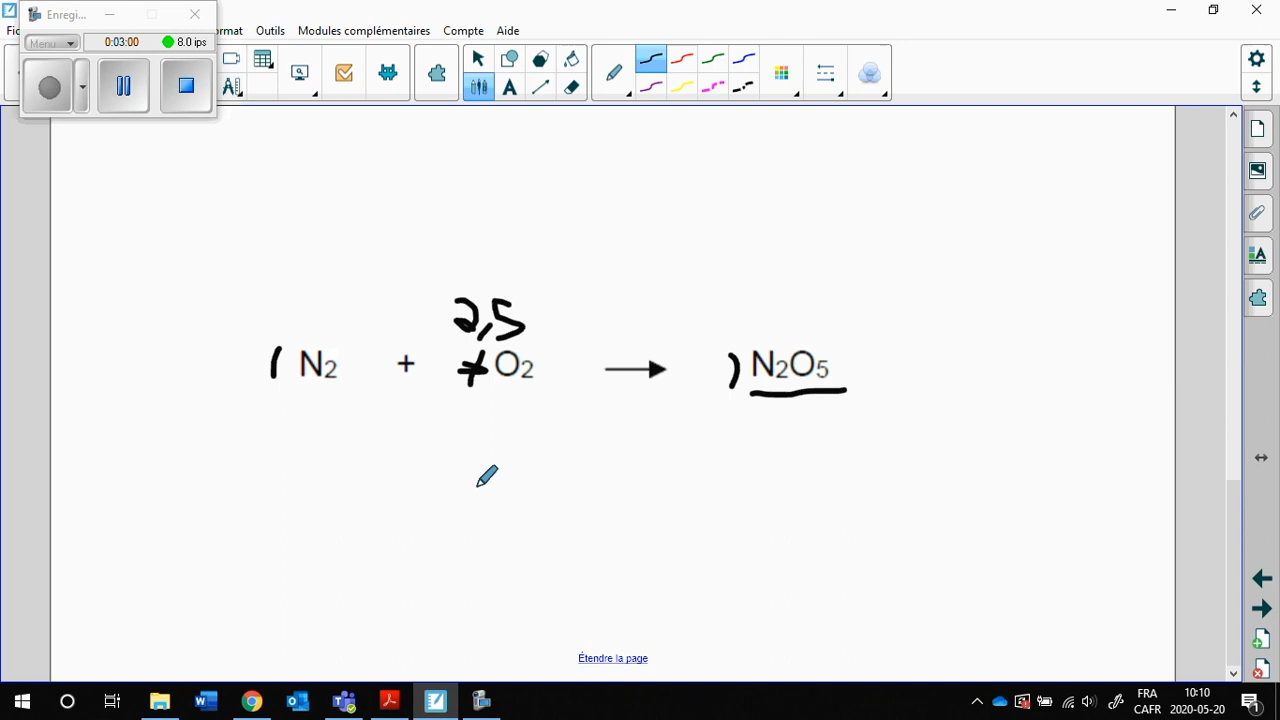 Enregi...
Menu
0:03:00
8.0 ips
Fic
ormat Outils Modules complémentaires Compte Aide
2,5
1 N2 + O2 → 1 N2O5
Étendre la page
FRA
CAFR
10:10
2020-05-20